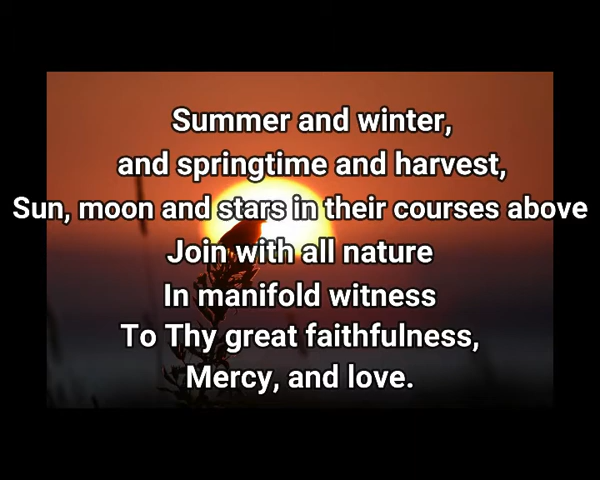 Summer and winter,
and springtime and harvest,
Sun, moon and stars in their courses above
Join with all nature
In manifold witness
To Thy great faithfulness,
Mercy, and love.